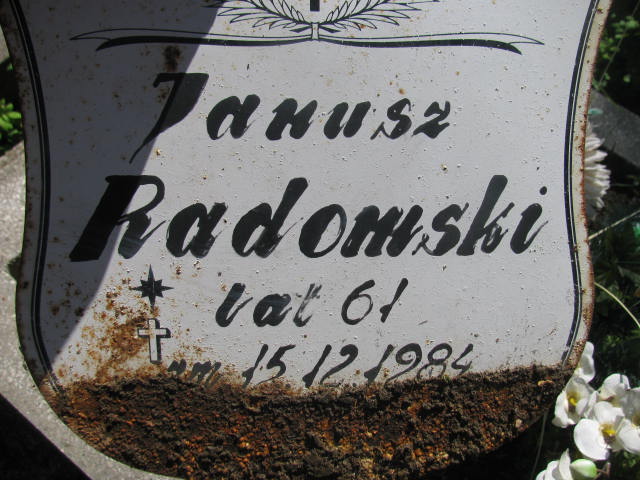 Janusz
Radomski
lat 61
zm 15.12.1984